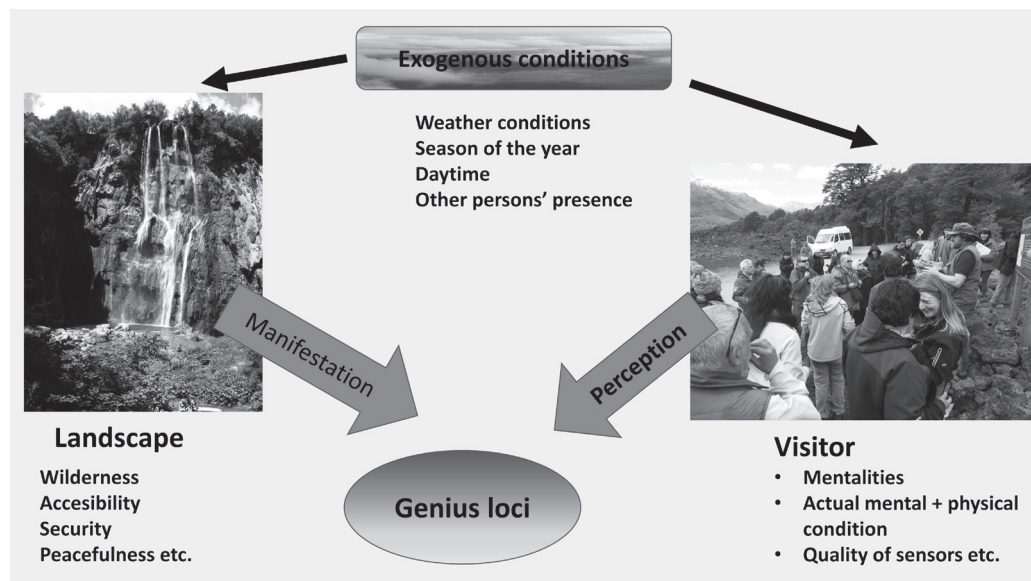 Exogenous conditions
Weather conditions
Season of the year
Daytime
Other persons’ presence
Manifestation
Perception
Landscape
Wilderness
Accesibility
Security
Peacefulness etc.
Genius loci
Visitor
• Mentalities
• Actual mental + physical
condition
• Quality of sensors etc.